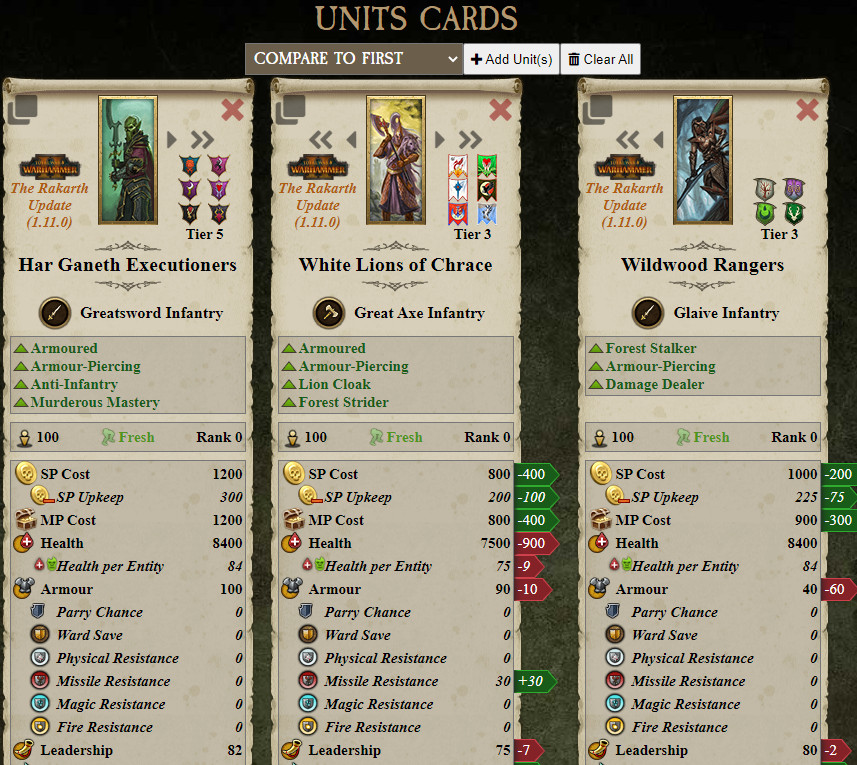 UNITS CARDS
COMPARE TO FIRST
Add Unit(s)
Clear All
TOTAL WAR
WARHAMMER
The Rakarth
Update
(1.11.0)
Tier 5
Har Ganeth Executioners
Greatsword Infantry
Armoured
Armour-Piercing
Anti-Infantry
Murderous Mastery
100 Fresh Rank 0
SP Cost 1200
SP Upkeep 300
MP Cost 1200
Health 8400
Health per Entity 84
Armour 100
Parry Chance 0
Ward Save 0
Physical Resistance 0
Missile Resistance 0
Magic Resistance 0
Fire Resistance 0
Leadership 82
WARHAMMER
The Rakarth
Update
(1.11.0)
Tier 3
White Lions of Chrace
Great Axe Infantry
Armoured
Armour-Piercing
Lion Cloak
Forest Strider
100 Fresh Rank 0
SP Cost 800 -400
SP Upkeep 200 -100
MP Cost 800 -400
Health 7500 -900
Health per Entity 75 -9
Armour 90 -10
Parry Chance 0
Ward Save 0
Physical Resistance 0
Missile Resistance 30 +30
Magic Resistance 0
Fire Resistance 0
Leadership 75 -7
WARHAMMER
The Rakarth
Update
(1.11.0)
Tier 3
Wildwood Rangers
Glaive Infantry
Forest Stalker
Armour-Piercing
Damage Dealer
100 Fresh Rank 0
SP Cost 1000 -200
SP Upkeep 225 -75
MP Cost 900 -300
Health 8400
Health per Entity 84
Armour 40 -60
Parry Chance 0
Ward Save 0
Physical Resistance 0
Missile Resistance 0
Magic Resistance 0
Fire Resistance 0
Leadership 80 -2